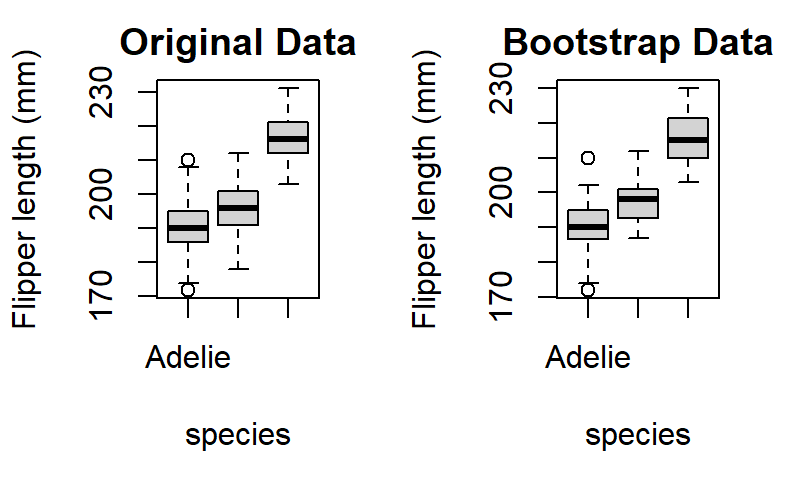 Original Data
Flipper length (mm)
230
200
170
Adelie
species
Bootstrap Data
Flipper length (mm)
230
200
170
Adelie
species